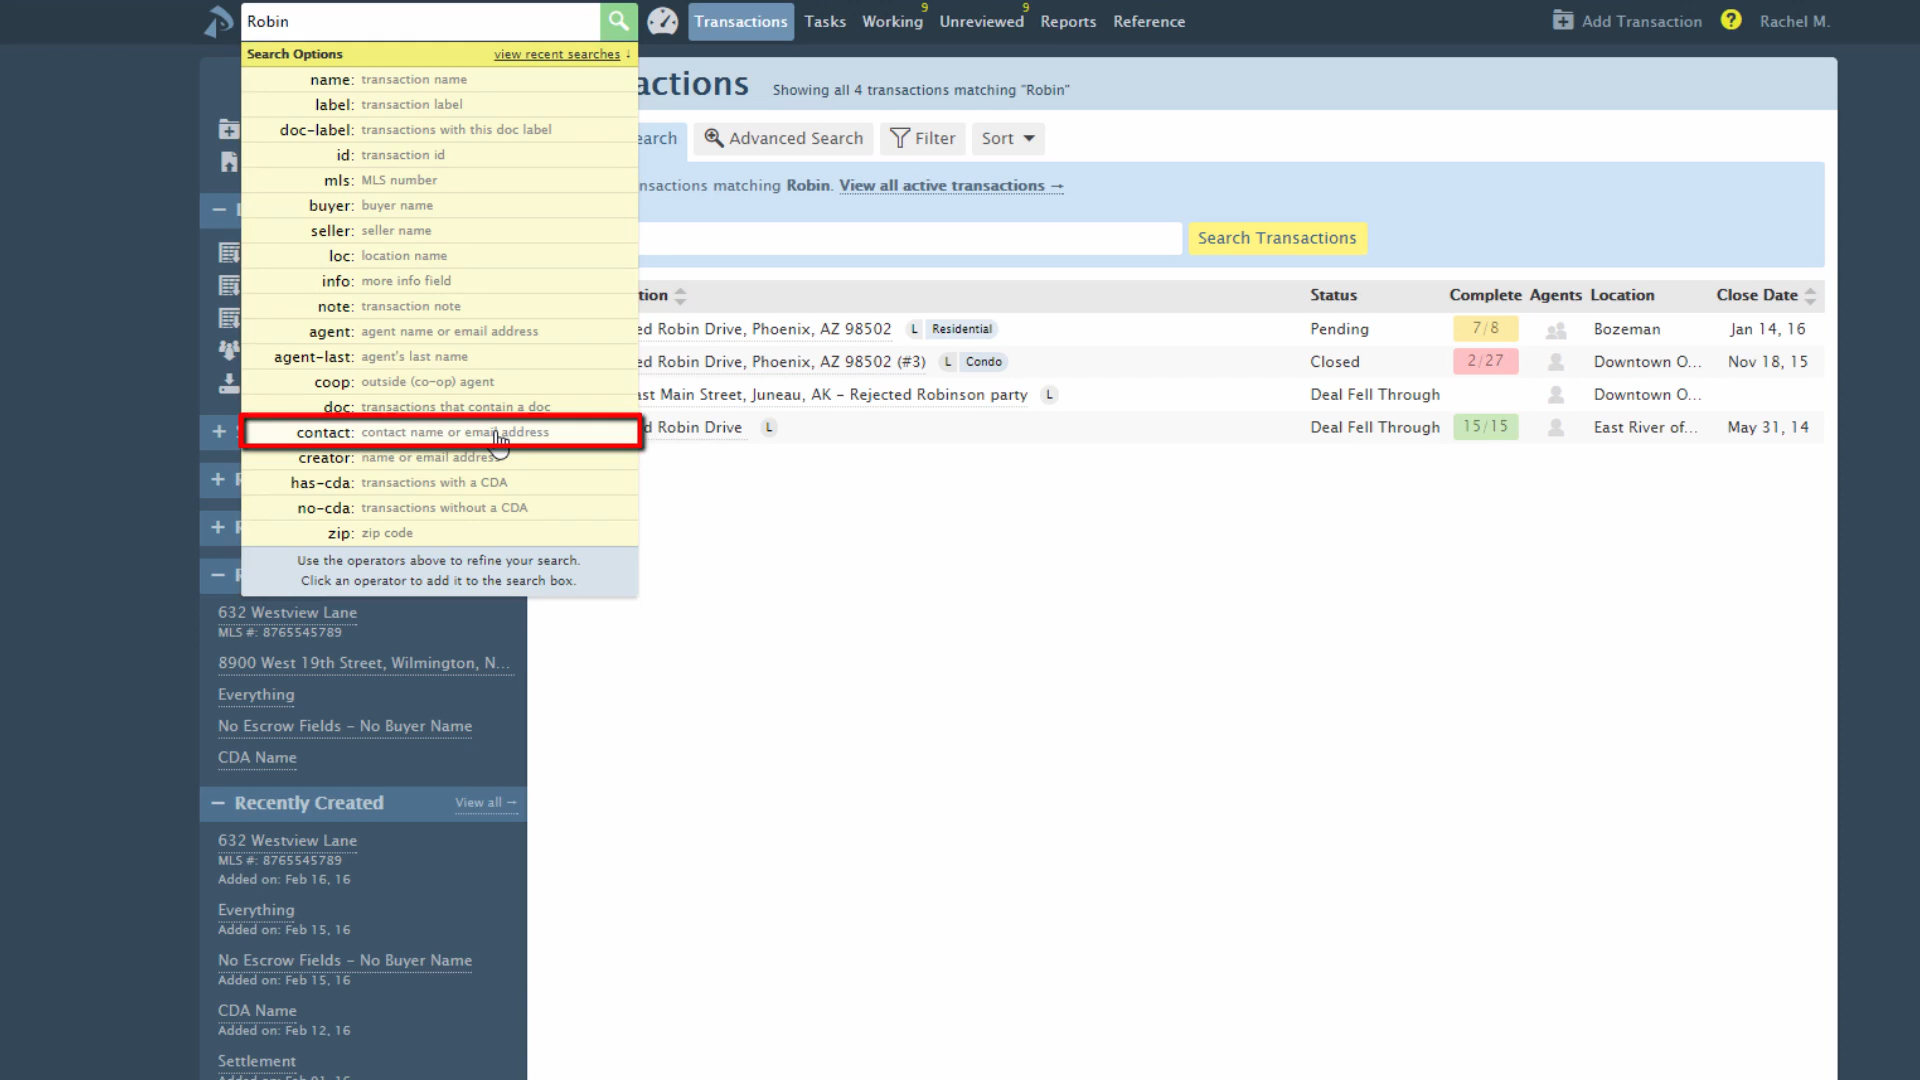 Robin
Transactions
Tasks
Working
9
Unreviewed
9
Reports
Reference
Add Transaction
?
Rachel M.
Search Options
view recent searches ↓
name: transaction name
label: transaction label
doc-label: transactions with this doc label
id: transaction id
mls: MLS number
buyer: buyer name
seller: seller name
loc: location name
info: more info field
note: transaction note
agent: agent name or email address
agent-last: agent's last name
coop: outside (co-op) agent
doc: transactions that contain a doc
contact: contact name or email address
creator: name or email address
has-cda: transactions with a CDA
no-cda: transactions without a CDA
zip: zip code
Use the operators above to refine your search.
Click an operator to add it to the search box.
actions
Showing all 4 transactions matching "Robin"
earch
Advanced Search
Filter
Sort
nsactions matching Robin. View all active transactions →
Search Transactions
tion
Status
Complete
Agents
Location
Close Date
ed Robin Drive, Phoenix, AZ 98502 L Residential Pending 7/8 Bozeman Jan 14, 16
ed Robin Drive, Phoenix, AZ 98502 (#3) L Condo Closed 2/27 Downtown O... Nov 18, 15
ast Main Street, Juneau, AK - Rejected Robinson party L Deal Fell Through Downtown O...
d Robin Drive L Deal Fell Through 15/15 East River of... May 31, 14
632 Westview Lane
MLS #: 8765545789
8900 West 19th Street, Wilmington, N...
Everything
No Escrow Fields - No Buyer Name
CDA Name
Recently Created
View all →
632 Westview Lane
MLS #: 8765545789
Added on: Feb 16, 16
Everything
Added on: Feb 15, 16
No Escrow Fields - No Buyer Name
Added on: Feb 15, 16
CDA Name
Added on: Feb 12, 16
Settlement